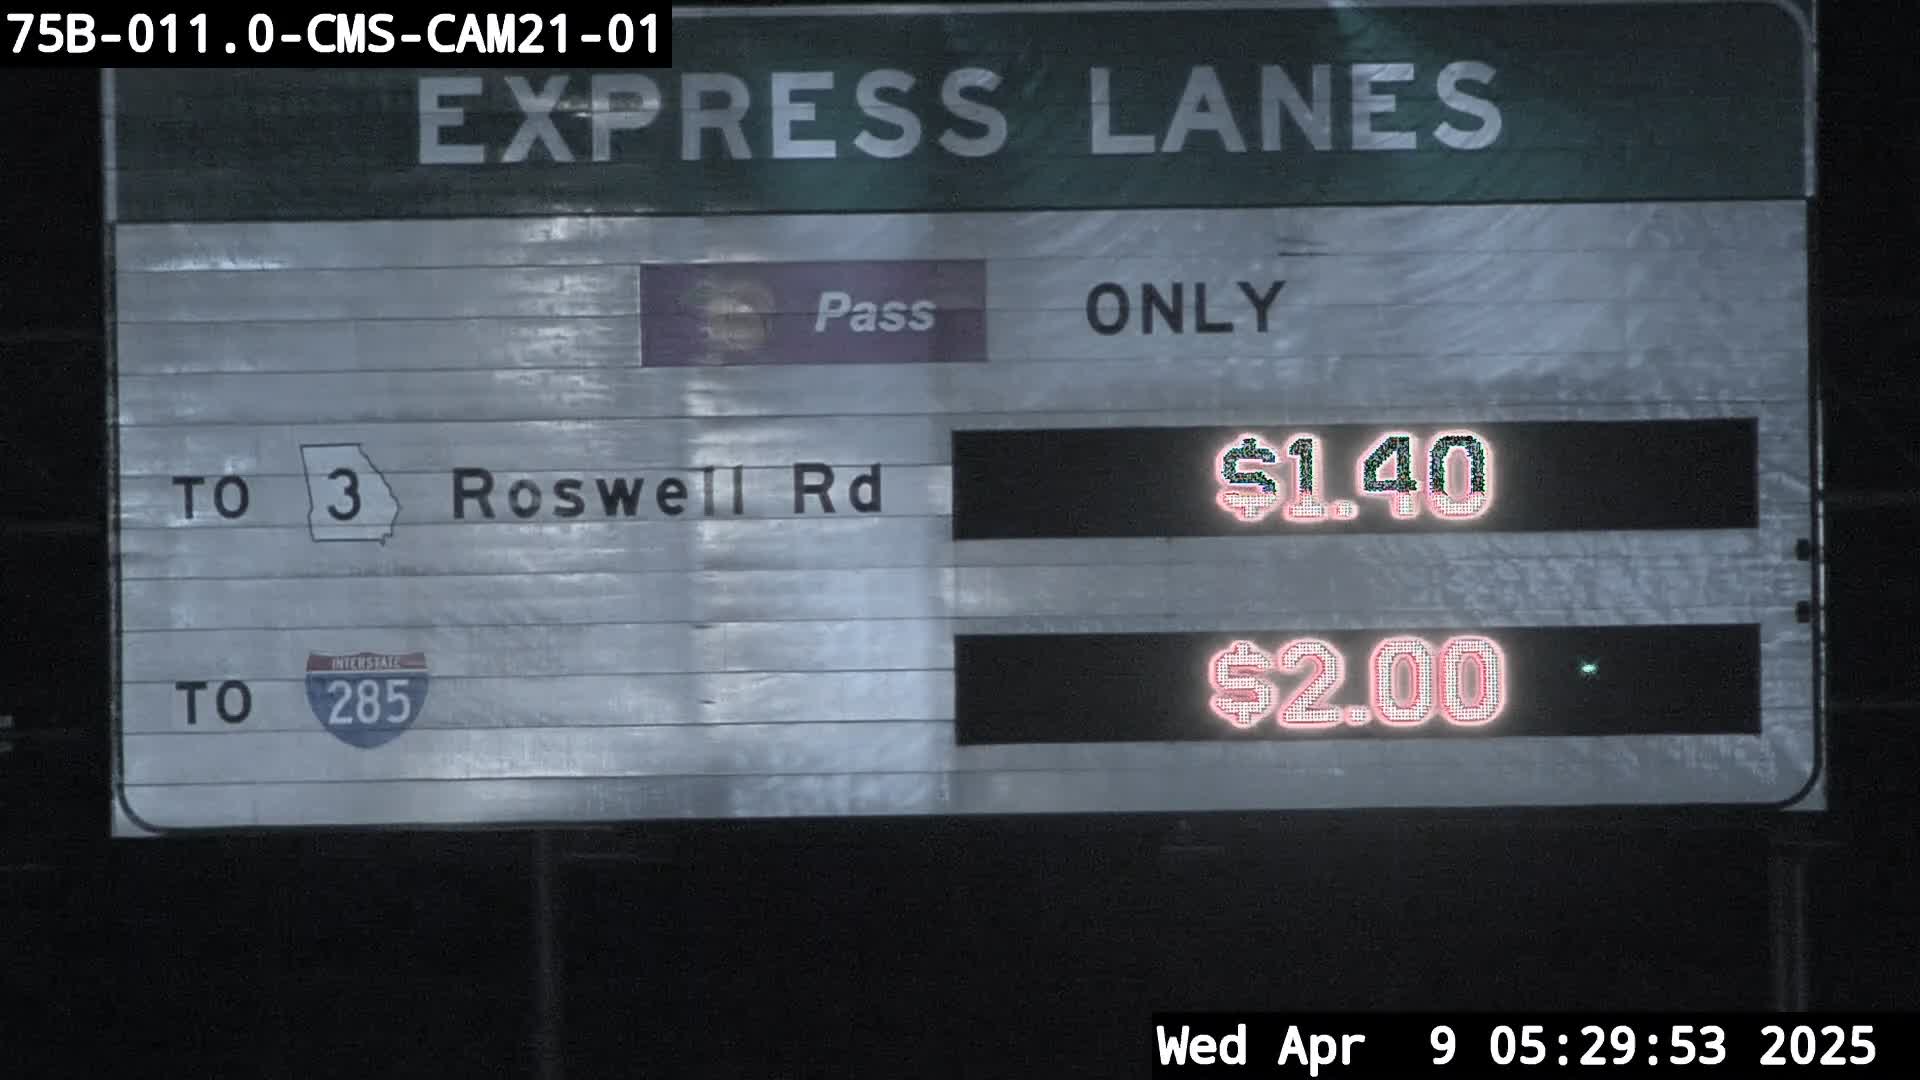 75B-011.0-CMS-CAM21-01
EXPRESS LANES
Pass ONLY
TO 3 Roswell Rd $1.40
TO INTERSTATE 285 $2.00
Wed Apr 9 05:29:53 2025